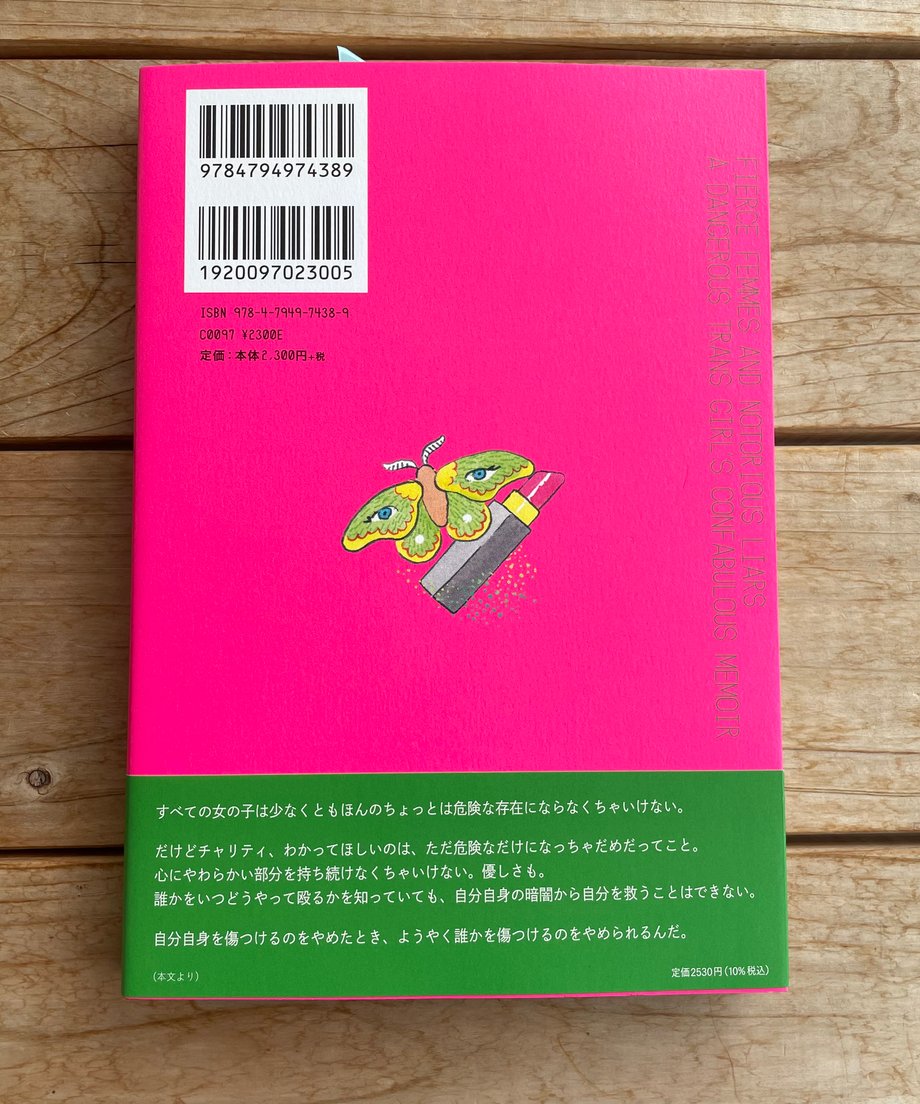 9784794974389
1920097023005
ISBN 978-4-7949-7438-9
C0097 ¥2300E
定価：本体2,300円+税
FIERCE FEMMES AND NOTORIOUS LIARS
A DANGEROUS TRANS GIRL'S CONFABULOUS MEMOIR
すべての女の子は少なくともほんのちょっとは危険な存在にならなくちゃいけない。
だけどチャリティ、わかってほしいのは、ただ危険なだけになっちゃだめだってこと。
心にやわらかい部分を持ち続けなくちゃいけない。優しさも。
誰かをいつどうやって殴るかを知っていても、自分自身の暗闇から自分を救うことはできない。
自分自身を傷つけるのをやめたとき、ようやく誰かを傷つけるのをやめられるんだ。
（本文より）
定価2530円（10%税込）